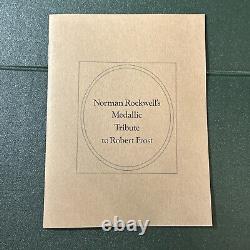 Norman Rockwell's
Medallic
Tribute
to Robert Frost